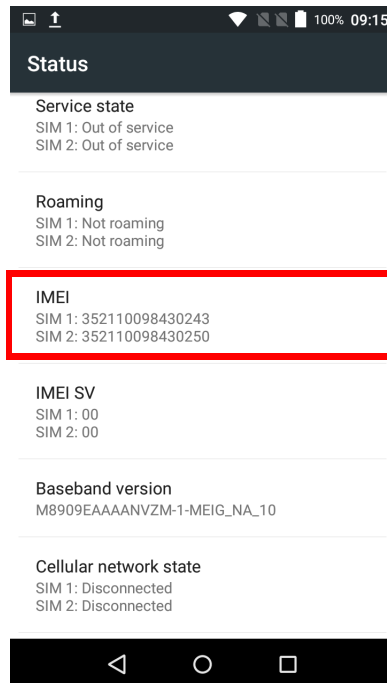 100% 09:15
Status
Service state
SIM 1: Out of service
SIM 2: Out of service
Roaming
SIM 1: Not roaming
SIM 2: Not roaming
IMEI
SIM 1: 352110098430243
SIM 2: 352110098430250
IMEI SV
SIM 1: 00
SIM 2: 00
Baseband version
M8909EAAAANVZM-1-MEIG_NA_10
Cellular network state
SIM 1: Disconnected
SIM 2: Disconnected